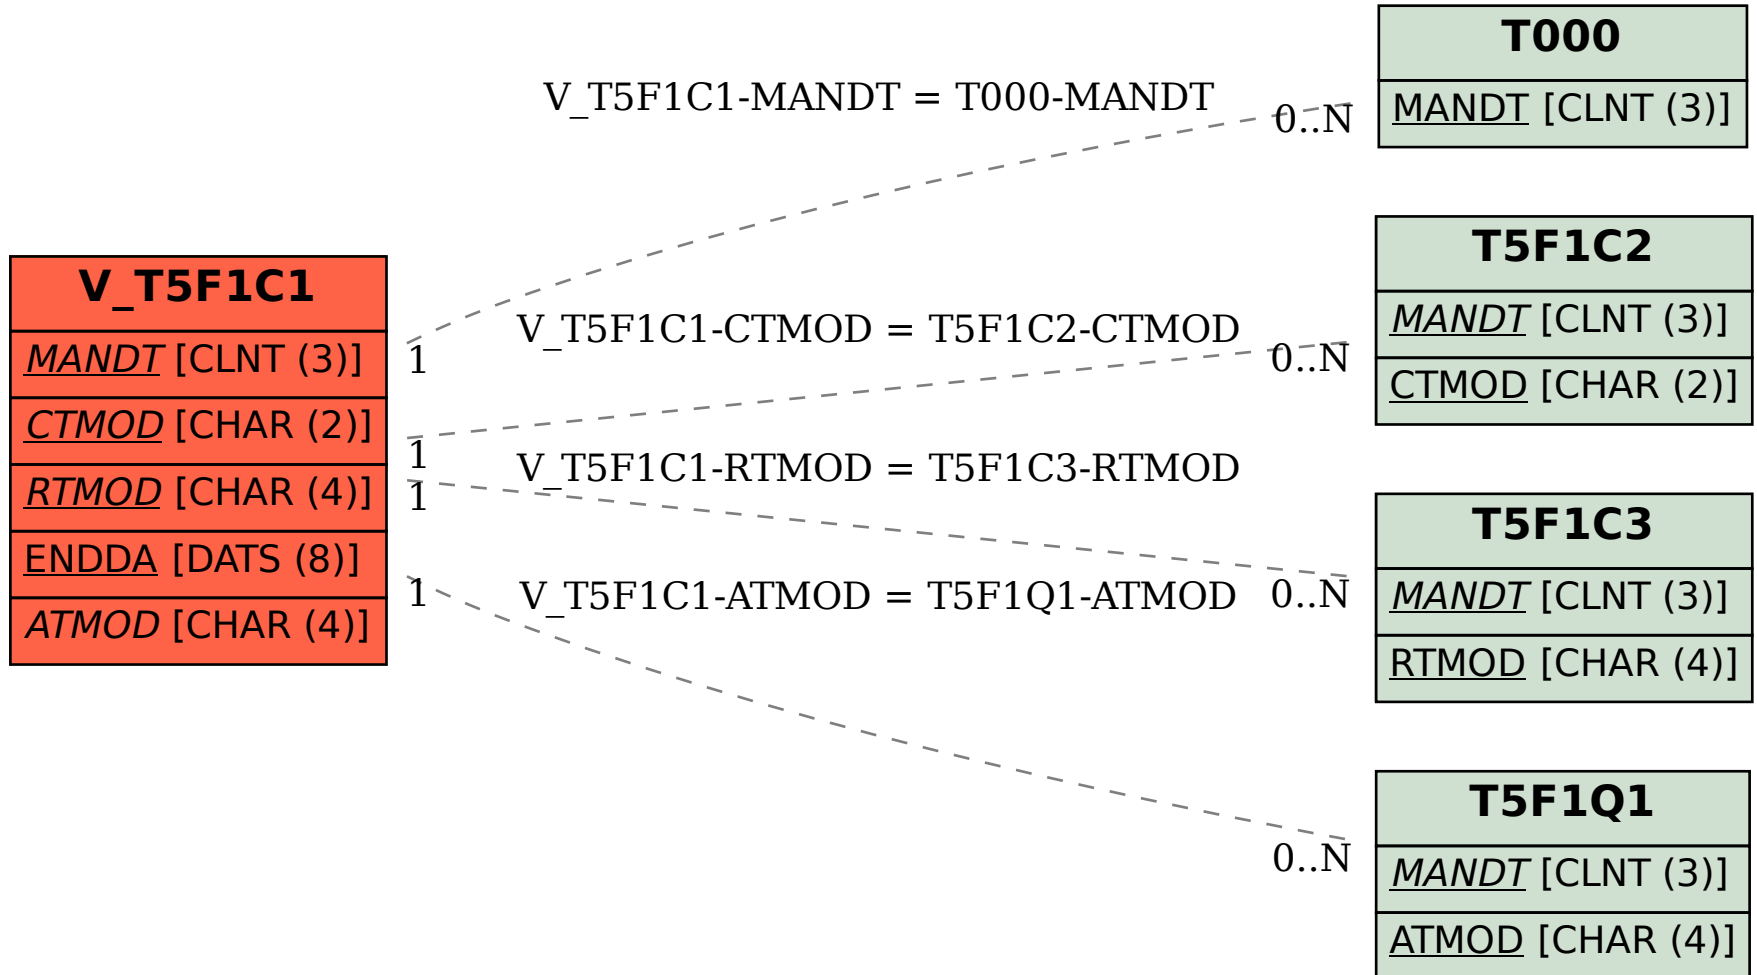 V_T5F1C1
MANDT [CLNT (3)]
CTMOD [CHAR (2)]
RTMOD [CHAR (4)]
ENDDA [DATS (8)]
ATMOD [CHAR (4)]
V_T5F1C1-MANDT = T000-MANDT
1
0..N
V_T5F1C1-CTMOD = T5F1C2-CTMOD
1
0..N
V_T5F1C1-RTMOD = T5F1C3-RTMOD
1
0..N
V_T5F1C1-ATMOD = T5F1Q1-ATMOD
1
0..N
T000
MANDT [CLNT (3)]
T5F1C2
MANDT [CLNT (3)]
CTMOD [CHAR (2)]
T5F1C3
MANDT [CLNT (3)]
RTMOD [CHAR (4)]
T5F1Q1
MANDT [CLNT (3)]
ATMOD [CHAR (4)]